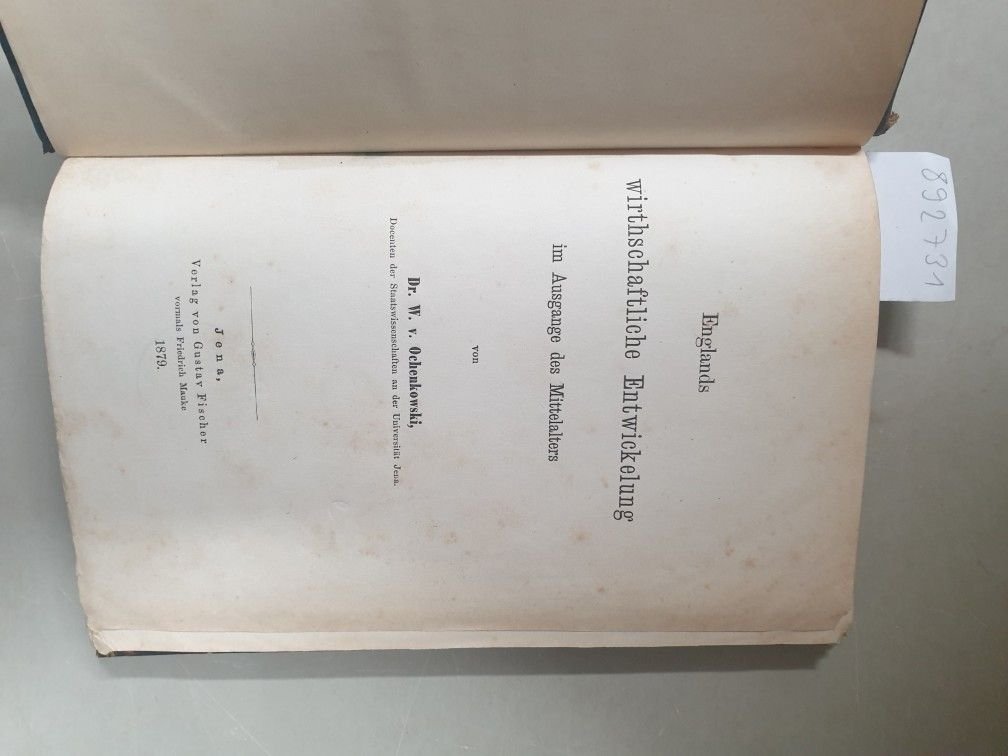 Englands
wirthschaftliche Entwickelung
im Ausgange des Mittelalters
von
Dr. W. v. Ochenkowski,
Docenten der Staatswissenschaften an der Universität Jena.
Jena,
Verlag von Gustav Fischer
vormals Friedrich Mauke
1879.
892731